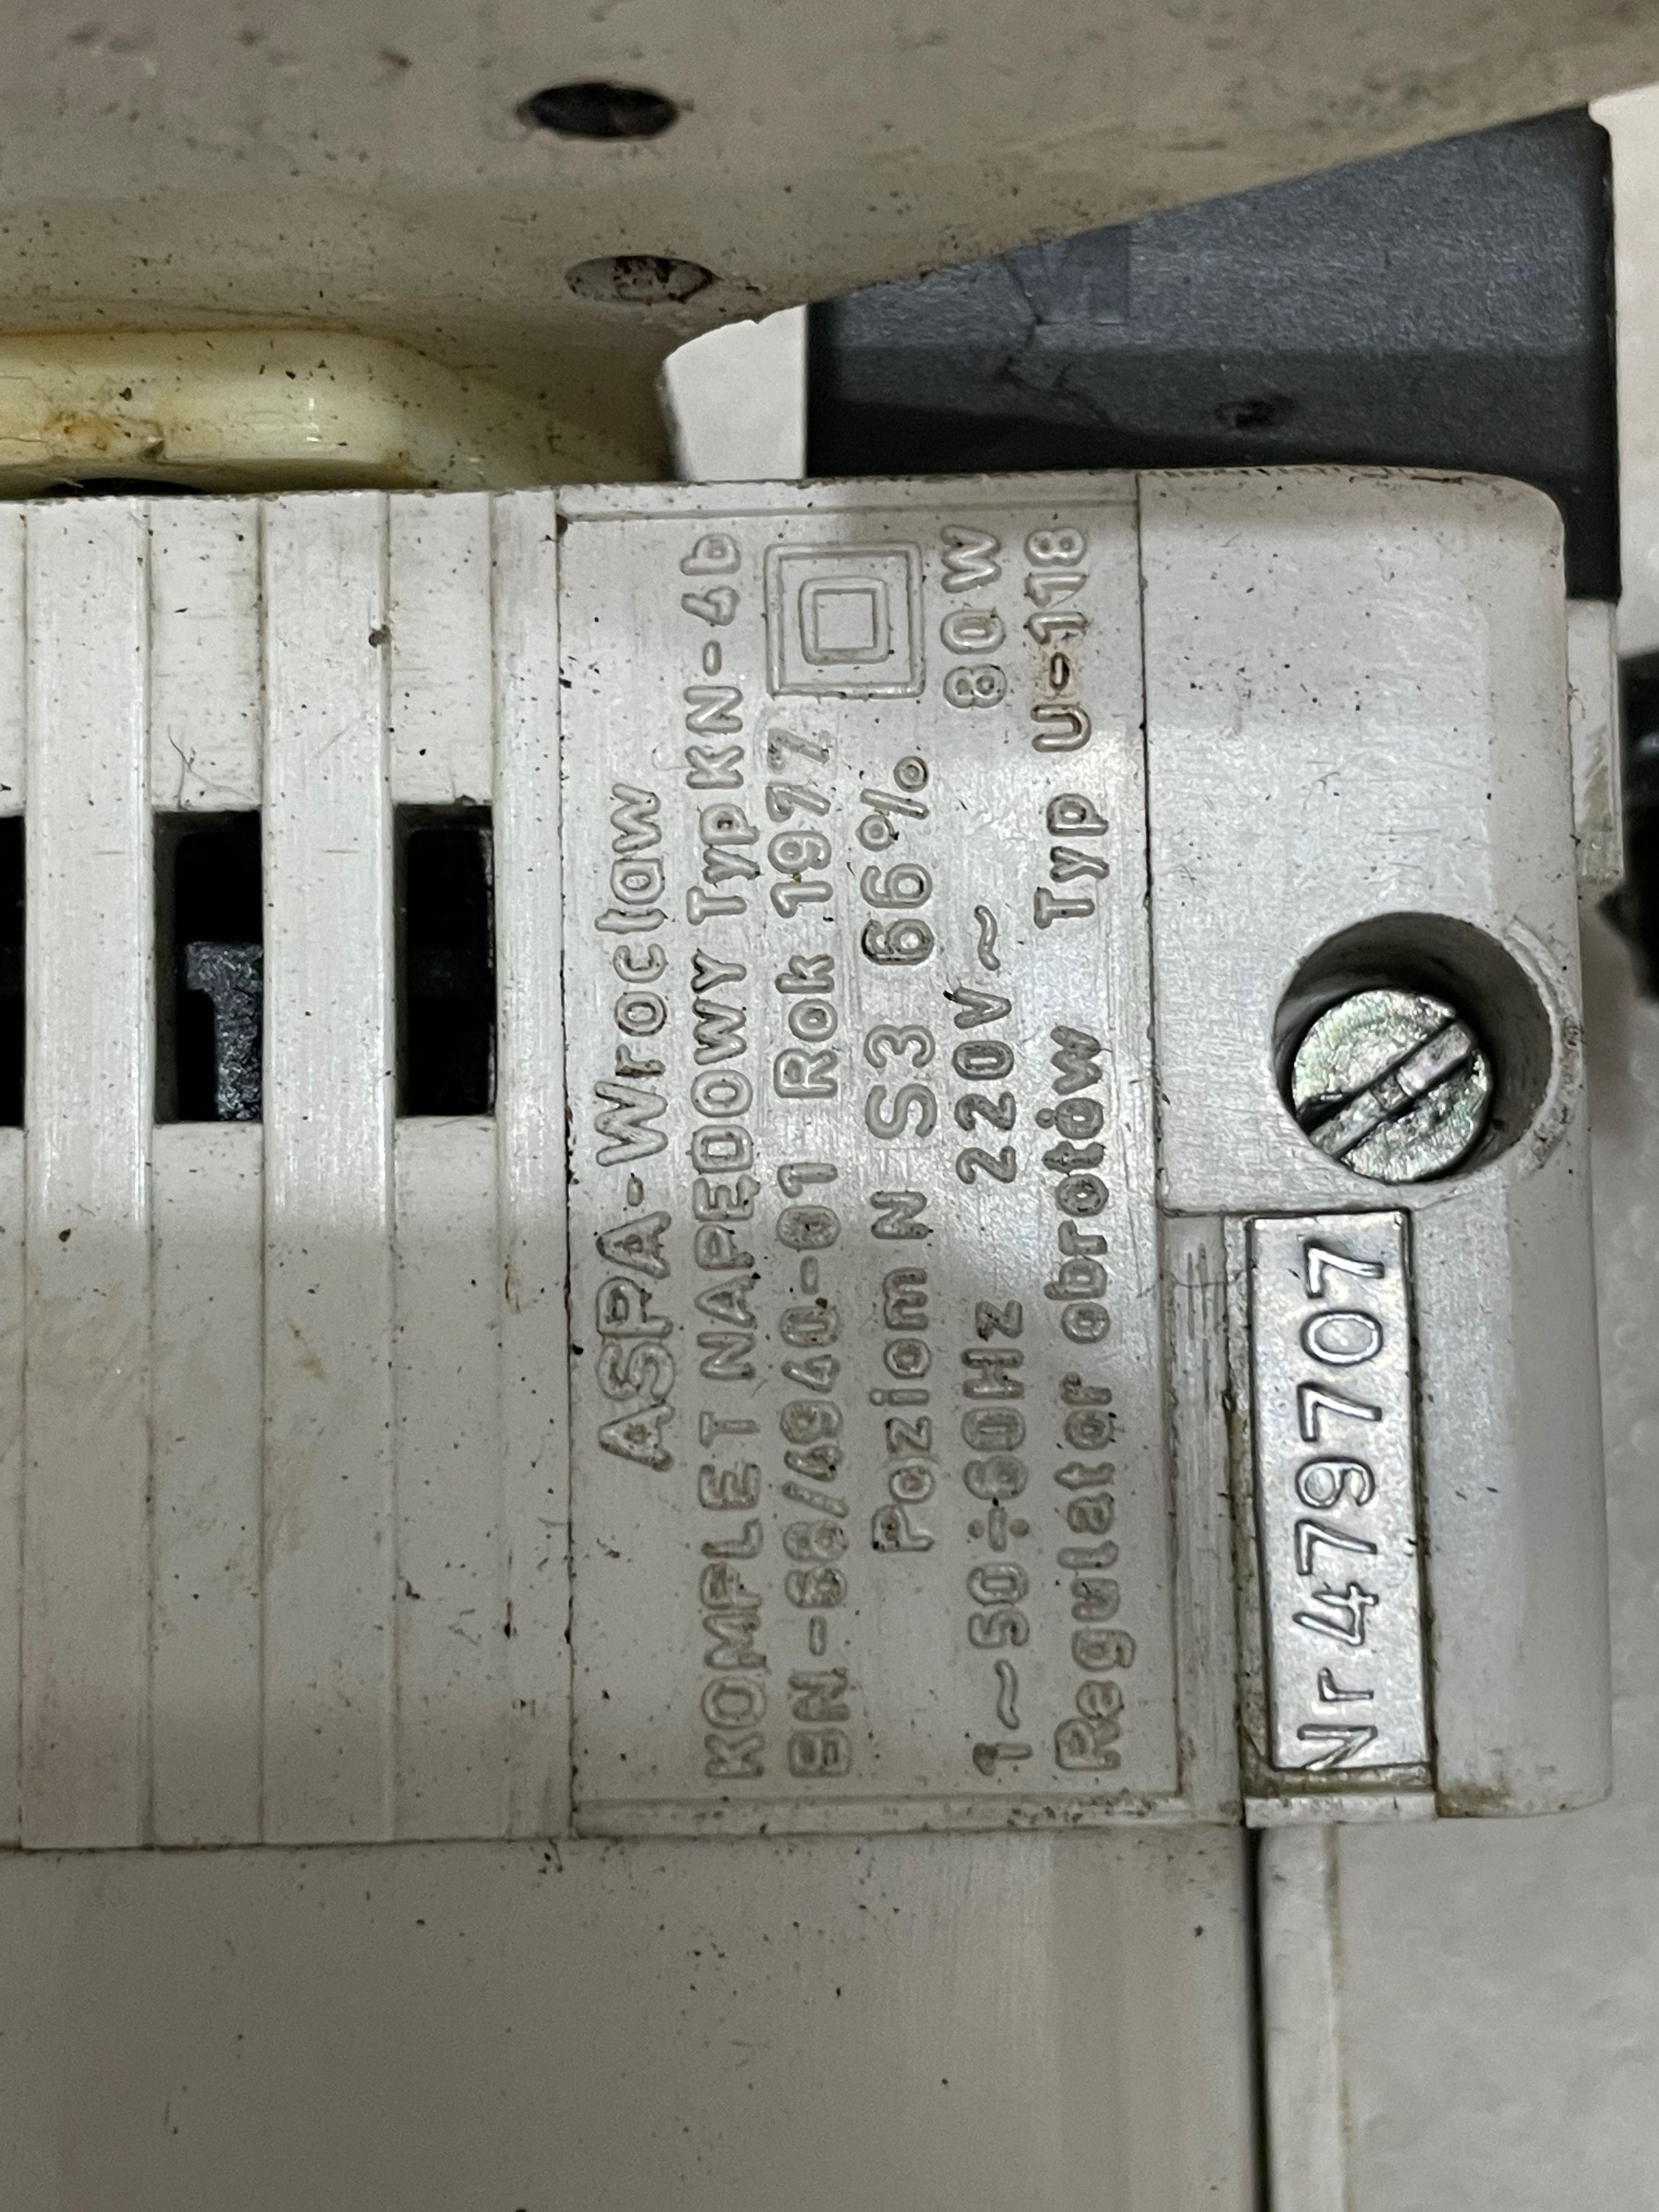 ASPA-Wrocław
KOMPLET NAPĘDOWY Typ KN-4b
BN-68/4940-01 Rok 1977
Poziom N S3 66%
1~50÷60Hz 220V~ 80W
Regulator obrotów Typ U-118
Nr 479707